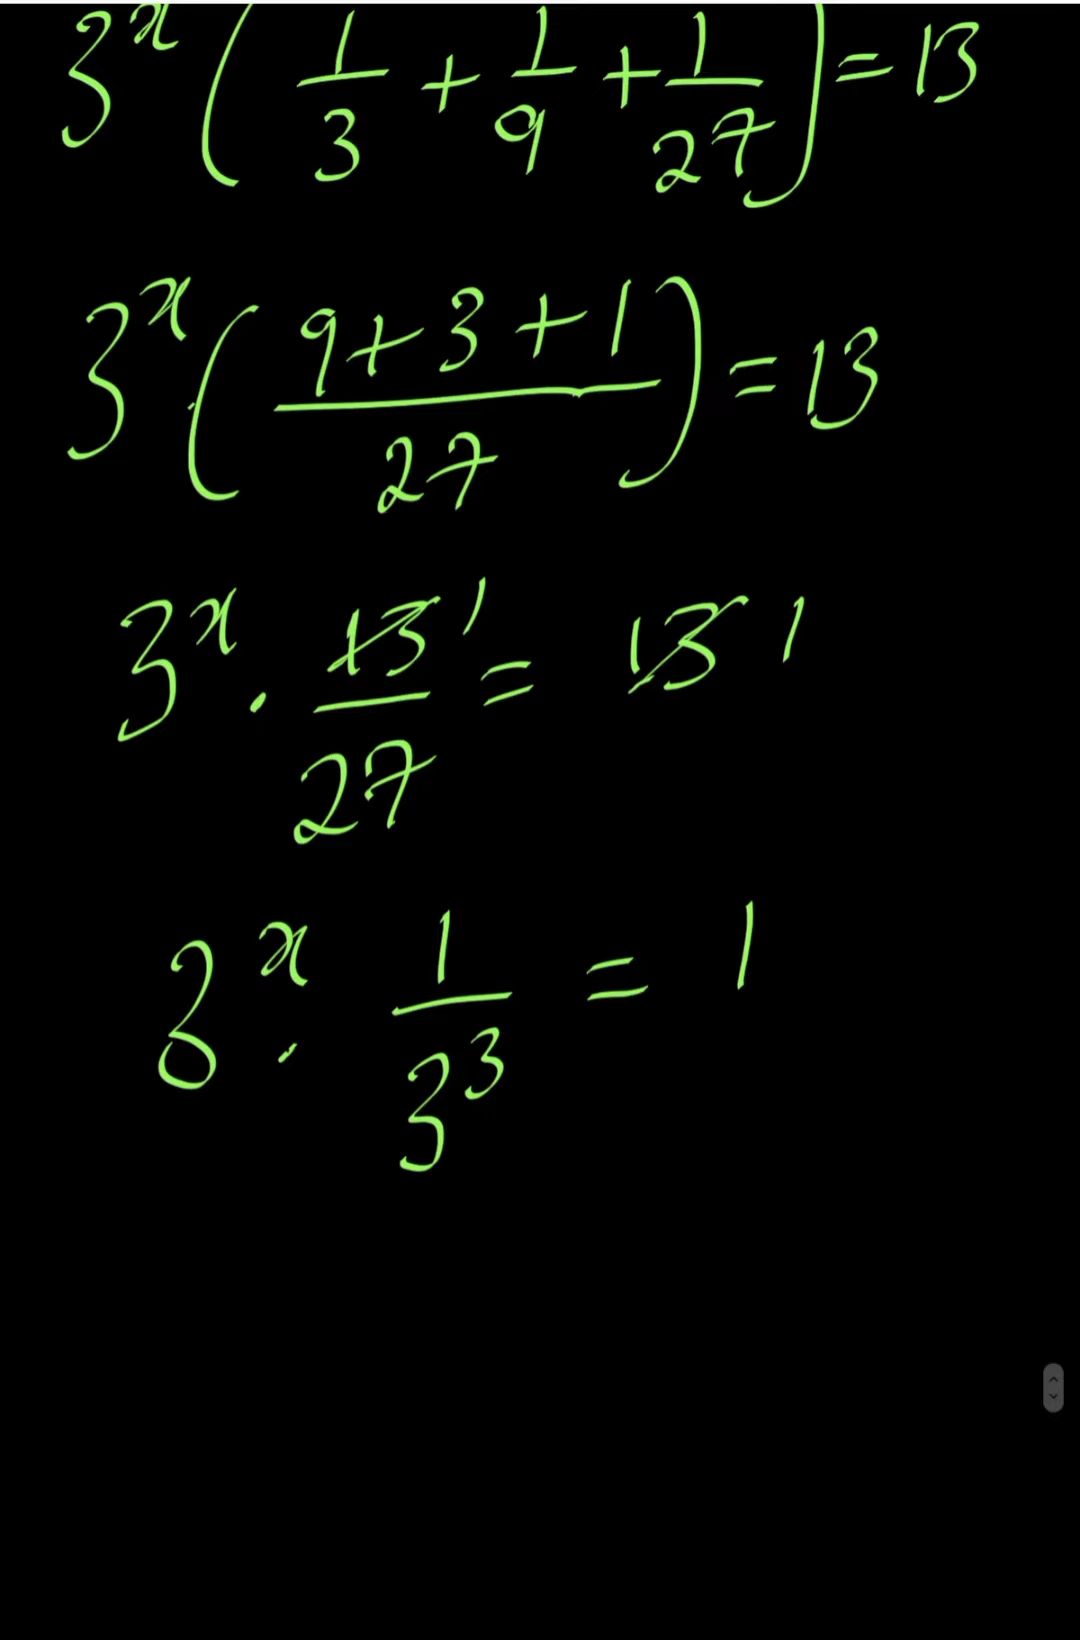 3^x ( 1/3 + 1/9 + 1/27 ) = 13
3^x ( (9+3+1)/27 ) = 13
3^x . 13/27 ' = 13 1
3^x . 1/3^3 = 1